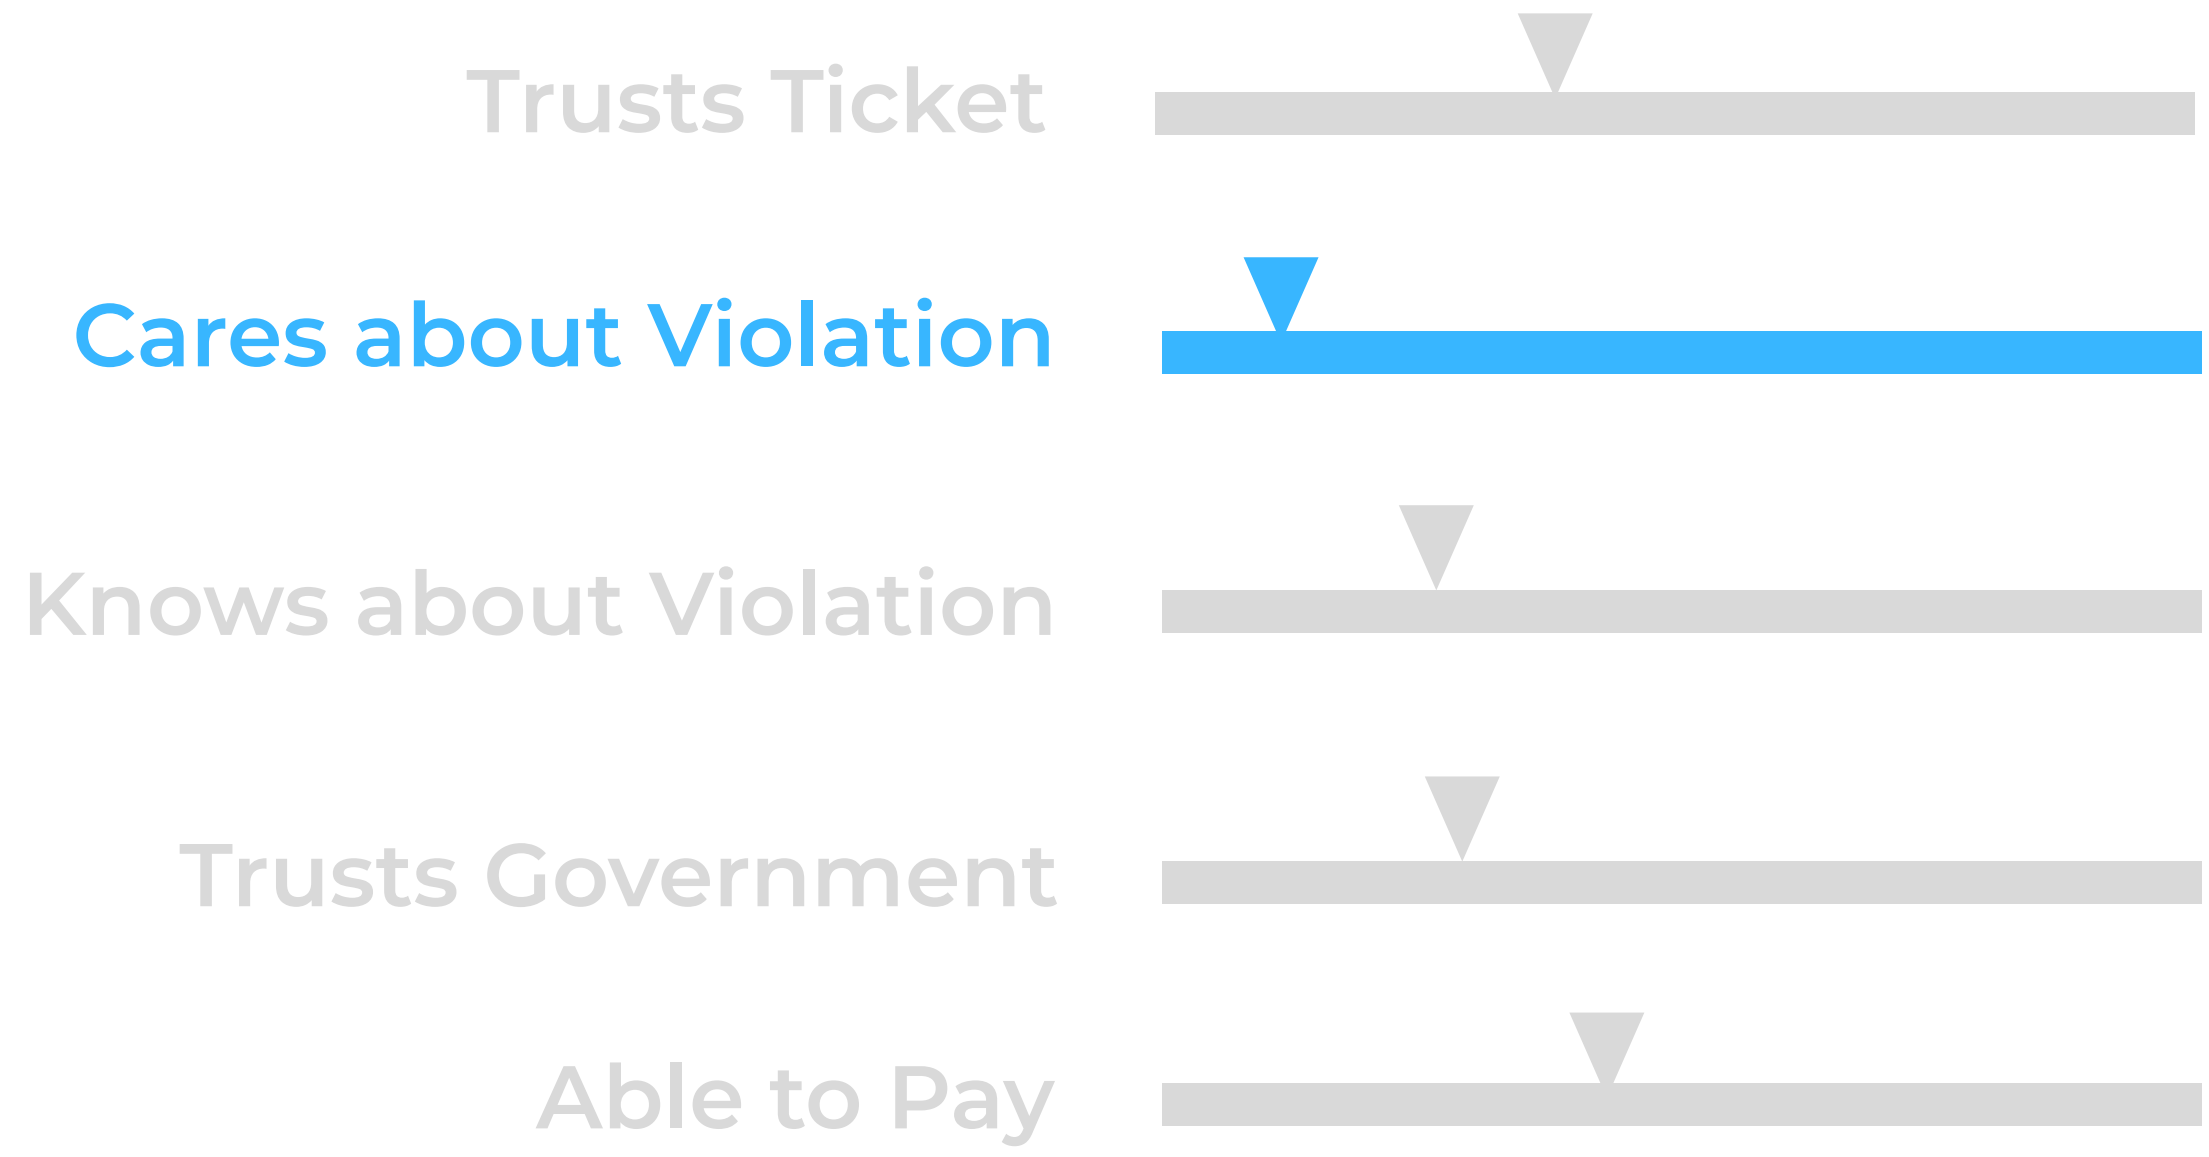 Trusts Ticket
Cares about Violation
Knows about Violation
Trusts Government
Able to Pay